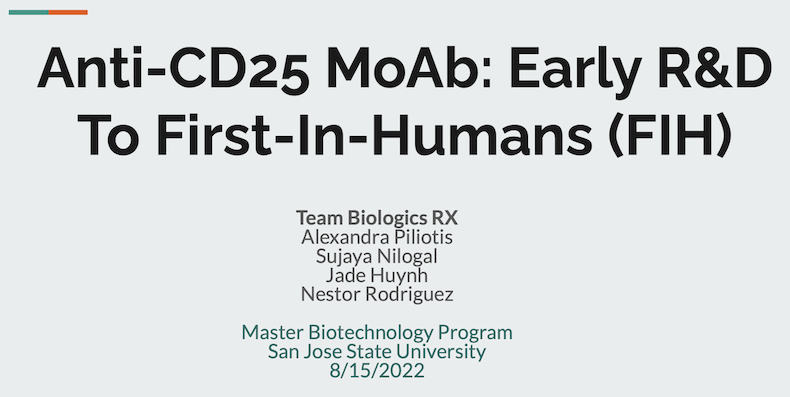 Anti-CD25 MoAb: Early R&D
To First-In-Humans (FIH)
Team Biologics RX
Alexandra Piliotis
Sujaya Nilogal
Jade Huynh
Nestor Rodriguez
Master Biotechnology Program
San Jose State University
8/15/2022